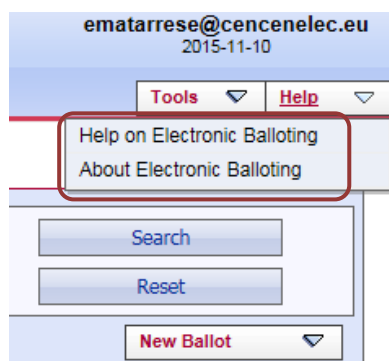 ematarrese@cencenelec.eu
2015-11-10
Tools Help
Help on Electronic Balloting
About Electronic Balloting
Search
Reset
New Ballot